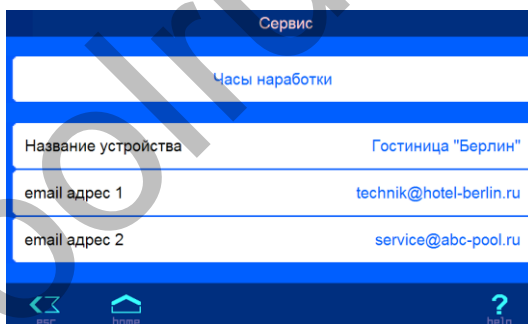 Сервис
Часы наработки
Название устройства Гостиница "Берлин"
email адрес 1 technik@hotel-berlin.ru
email адрес 2 service@abc-pool.ru
esc home help